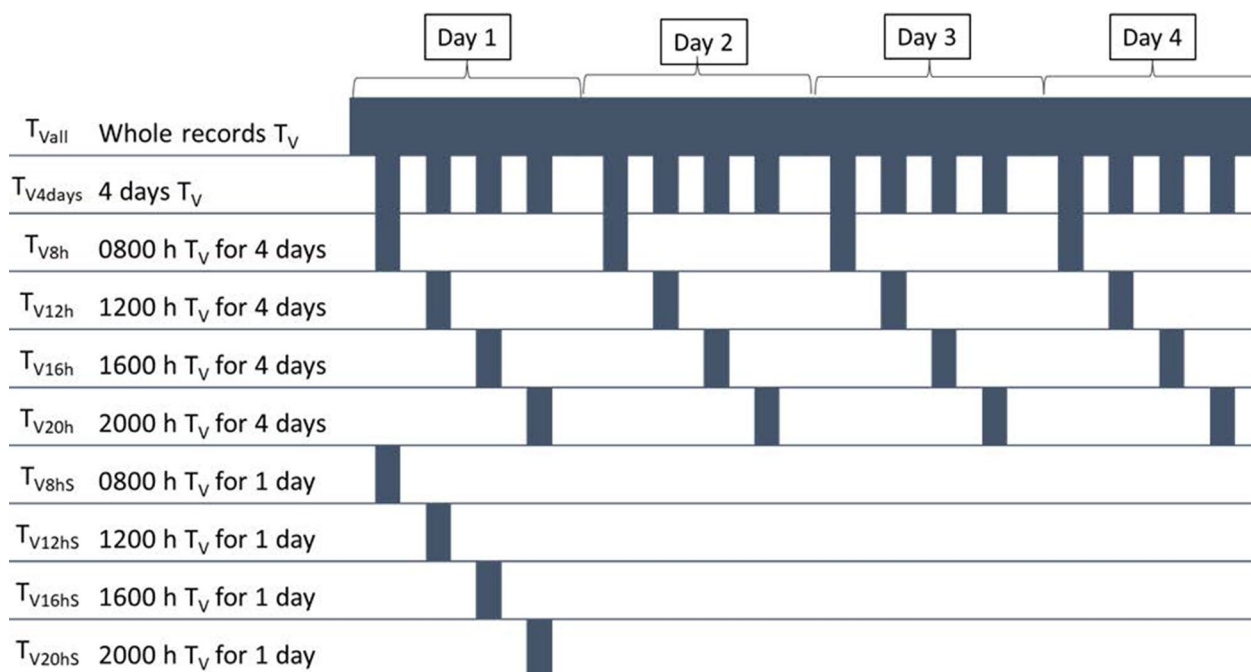 Day 1 Day 2 Day 3 Day 4
TVall Whole records TV
TV4days 4 days TV
TV8h 0800 h TV for 4 days
TV12h 1200 h TV for 4 days
TV16h 1600 h TV for 4 days
TV20h 2000 h TV for 4 days
TV8hS 0800 h TV for 1 day
TV12hS 1200 h TV for 1 day
TV16hS 1600 h TV for 1 day
TV20hS 2000 h TV for 1 day